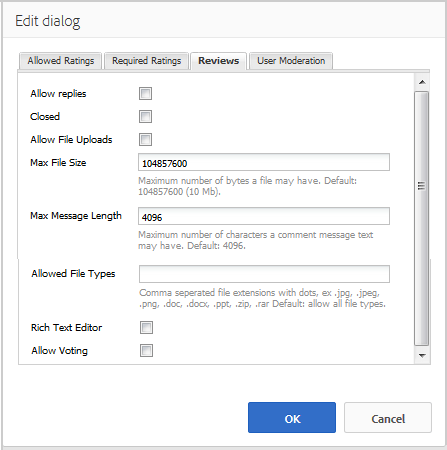 Edit dialog
Allowed Ratings Required Ratings Reviews User Moderation
Allow replies
Closed
Allow File Uploads
Max File Size 104857600
Maximum number of bytes a file may have. Default:
104857600 (10 Mb).
Max Message Length 4096
Maximum number of characters a comment message text
may have. Default: 4096.
Allowed File Types
Comma seperated file extensions with dots, ex .jpg, .jpeg,
.png, .doc, .docx, .ppt, .zip, .rar Default: allow all file types.
Rich Text Editor
Allow Voting
OK Cancel